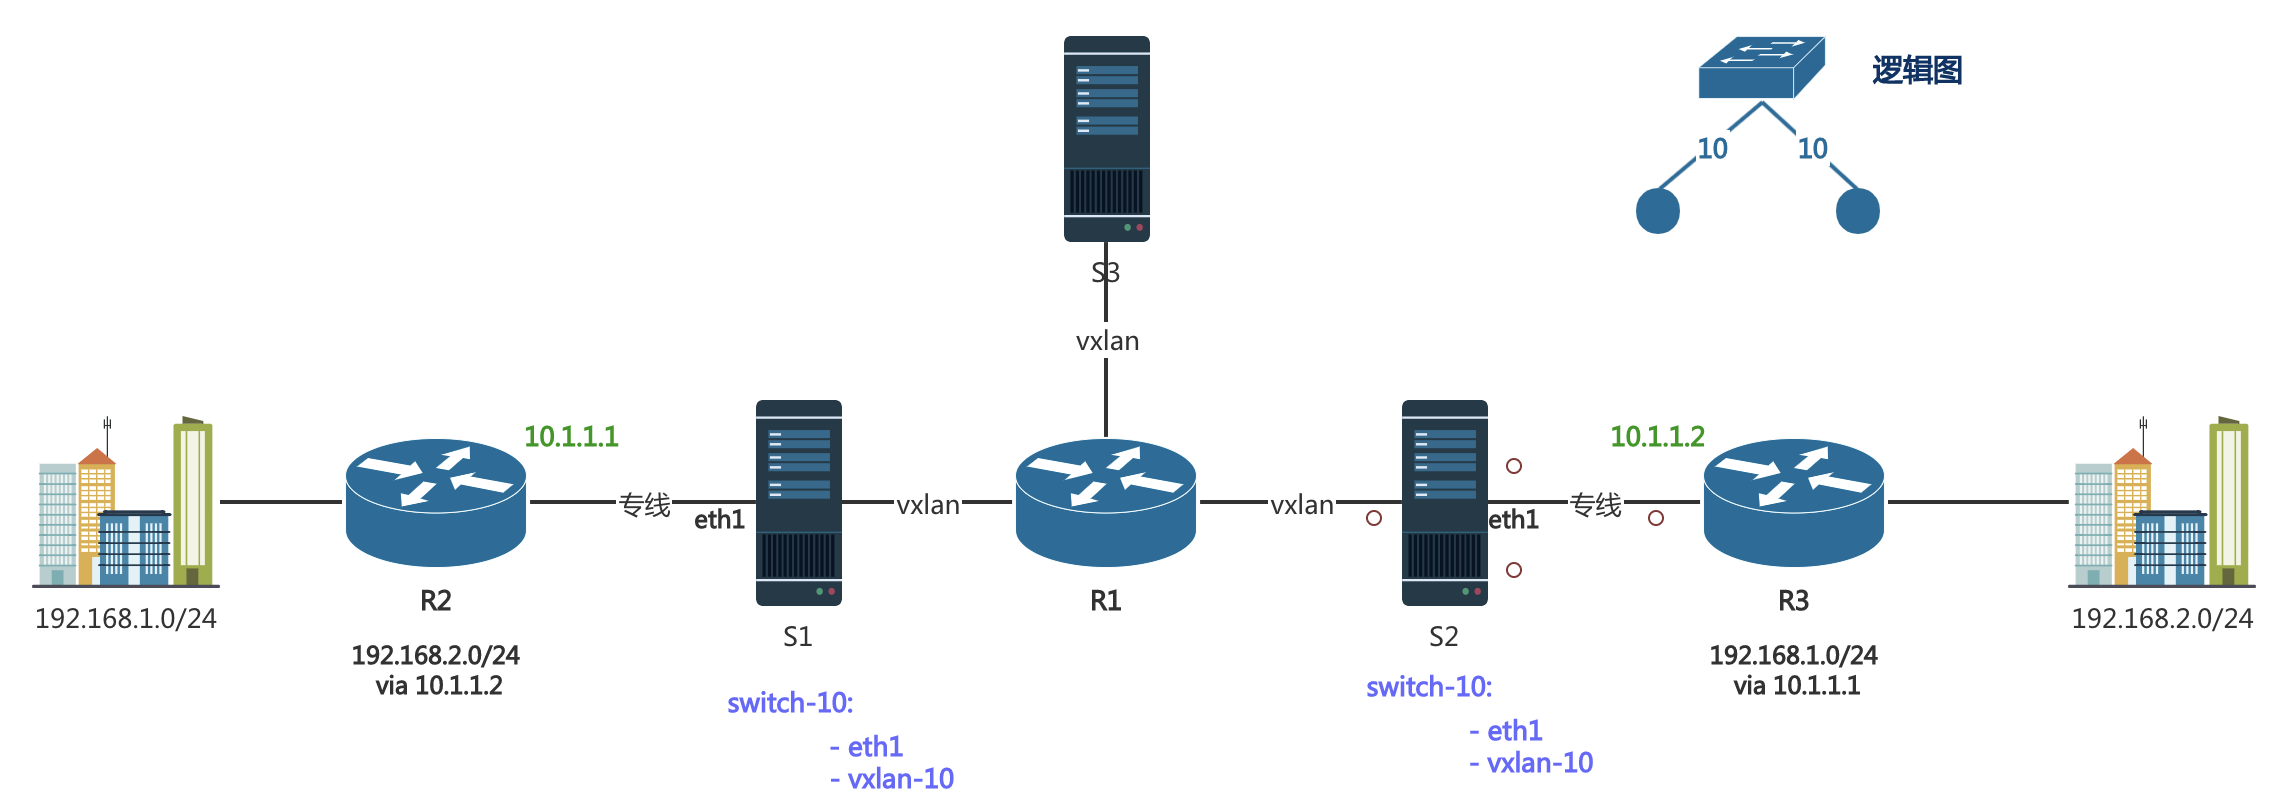 逻辑图
10
10
S3
vxlan
10.1.1.1
10.1.1.2
专线
eth1
vxlan
vxlan
eth1
专线
192.168.1.0/24
R2
192.168.2.0/24
via 10.1.1.2
S1
switch-10:
- eth1
- vxlan-10
R1
S2
switch-10:
- eth1
- vxlan-10
R3
192.168.1.0/24
via 10.1.1.1
192.168.2.0/24